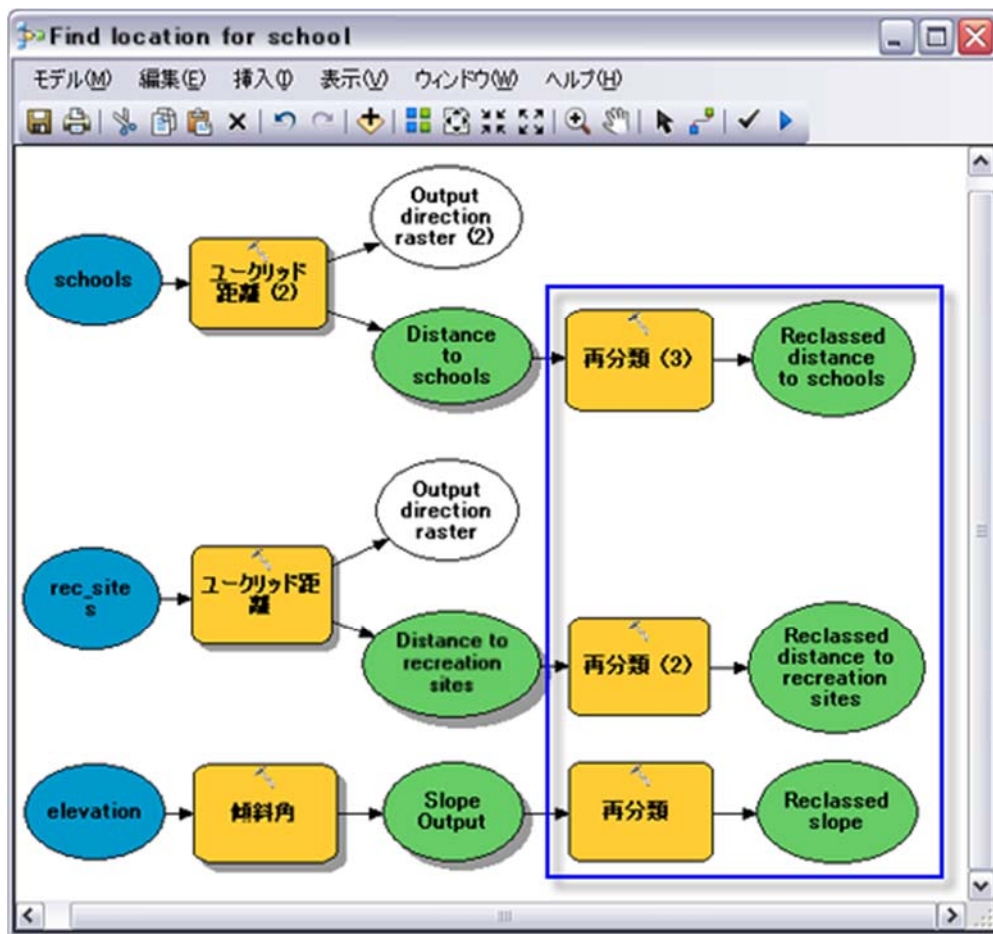 Find location for school
モデル(M) 編集(E) 挿入(I) 表示(V) ウィンドウ(W) ヘルプ(H)
Output
direction
raster (2)
schools
ユークリッド
距離 (2)
Distance
to
schools
再分類 (3)
Reclassed
distance
to schools
Output
direction
raster
rec_site
s
ユークリッド距
離
Distance to
recreation
sites
再分類 (2)
Reclassed
distance to
recreation
sites
elevation
傾斜角
Slope
Output
再分類
Reclassed
slope